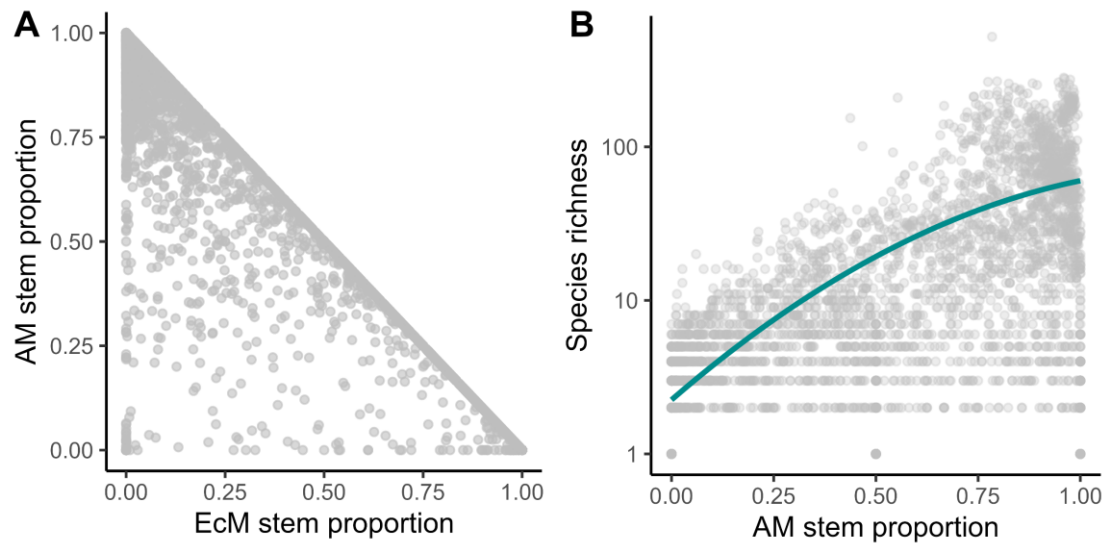 A
1.00
0.75
0.50
0.25
0.00
AM stem proportion
0.00 0.25 0.50 0.75 1.00
EcM stem proportion
B
100
10
1
Species richness
0.00 0.25 0.50 0.75 1.00
AM stem proportion